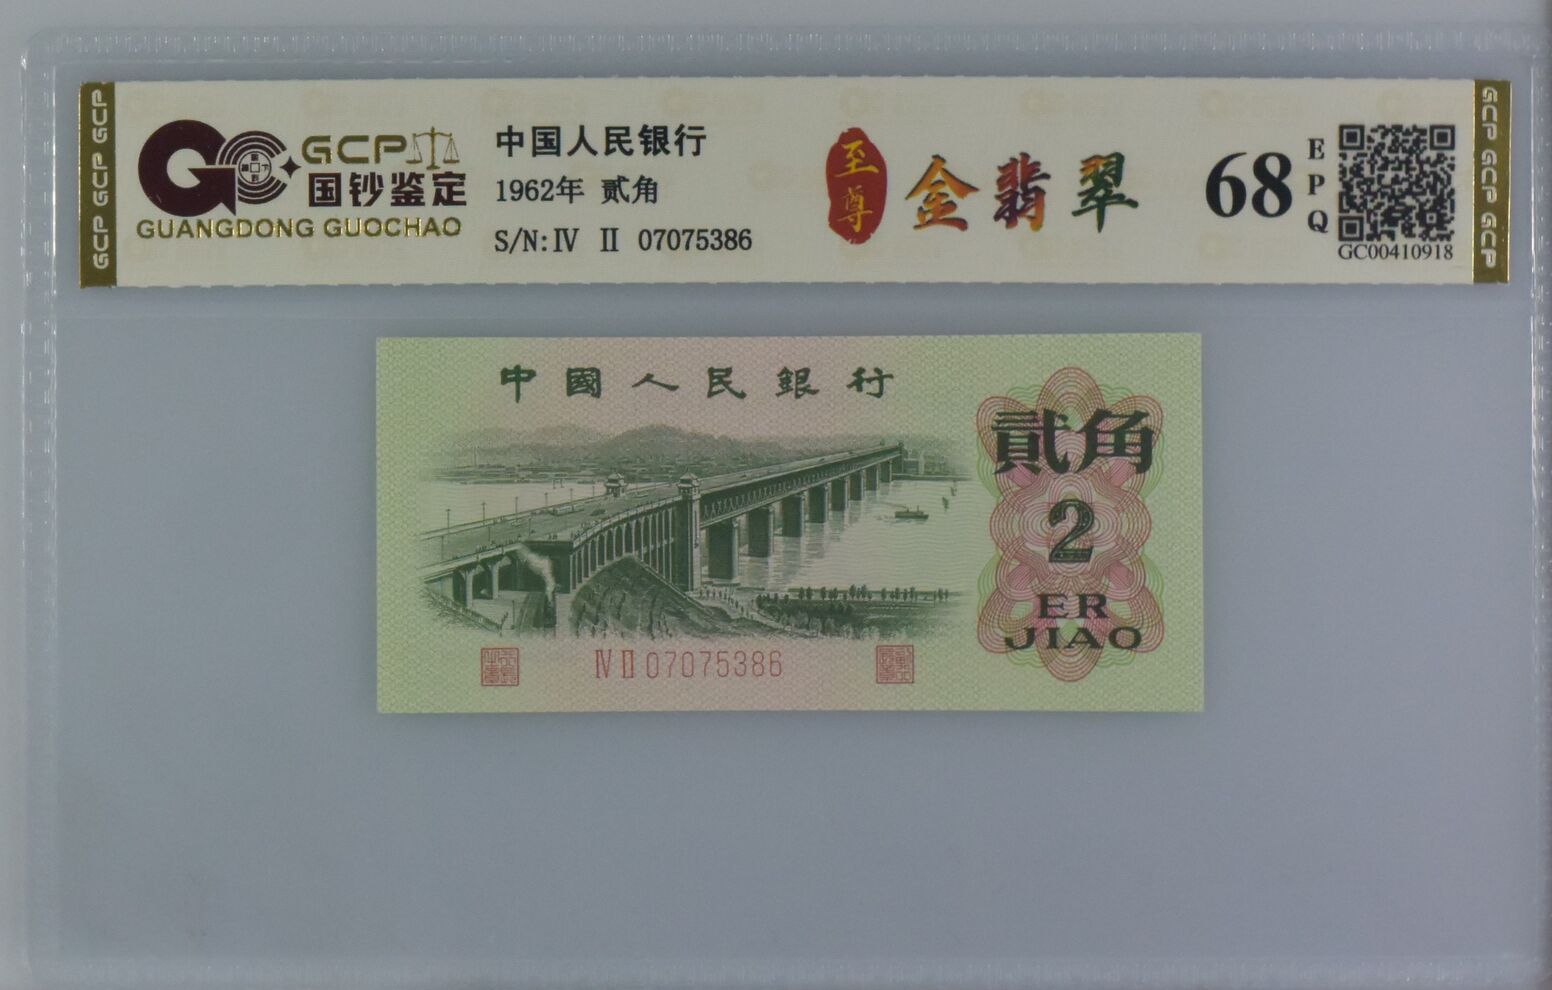 GCP GCP GCP
GCP
国钞鉴定
GUANGDONG GUOCHAO
中国人民银行
1962年 贰角
S/N: IV II 07075386
至尊
金翡翠
68
EPQ
GC00410918
GCP GCP GCP
中國人民銀行
貳角
2
ER
JIAO
IV II 07075386